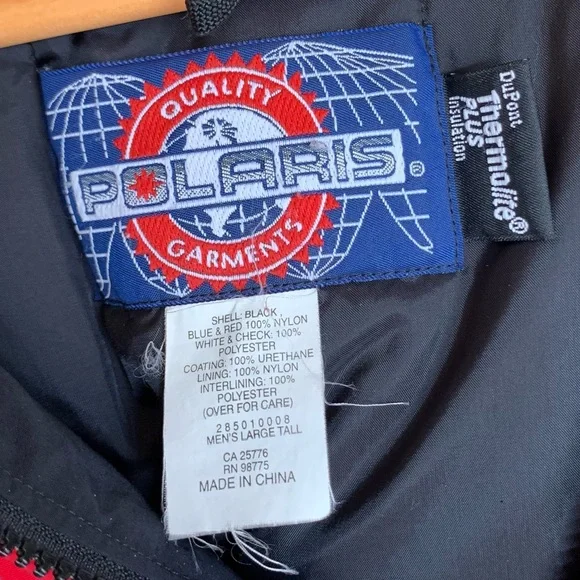 QUALITY
POLARIS®
GARMENTS
DuPont
Thermolite®
PLUS
insulation
SHELL: BLACK,
BLUE & RED 100% NYLON
WHITE & CHECK: 100%
POLYESTER
COATING: 100% URETHANE
LINING: 100% NYLON
INTERLINING: 100%
POLYESTER
(OVER FOR CARE)
285010008
MEN'S LARGE TALL
CA 25776
RN 98775
MADE IN CHINA